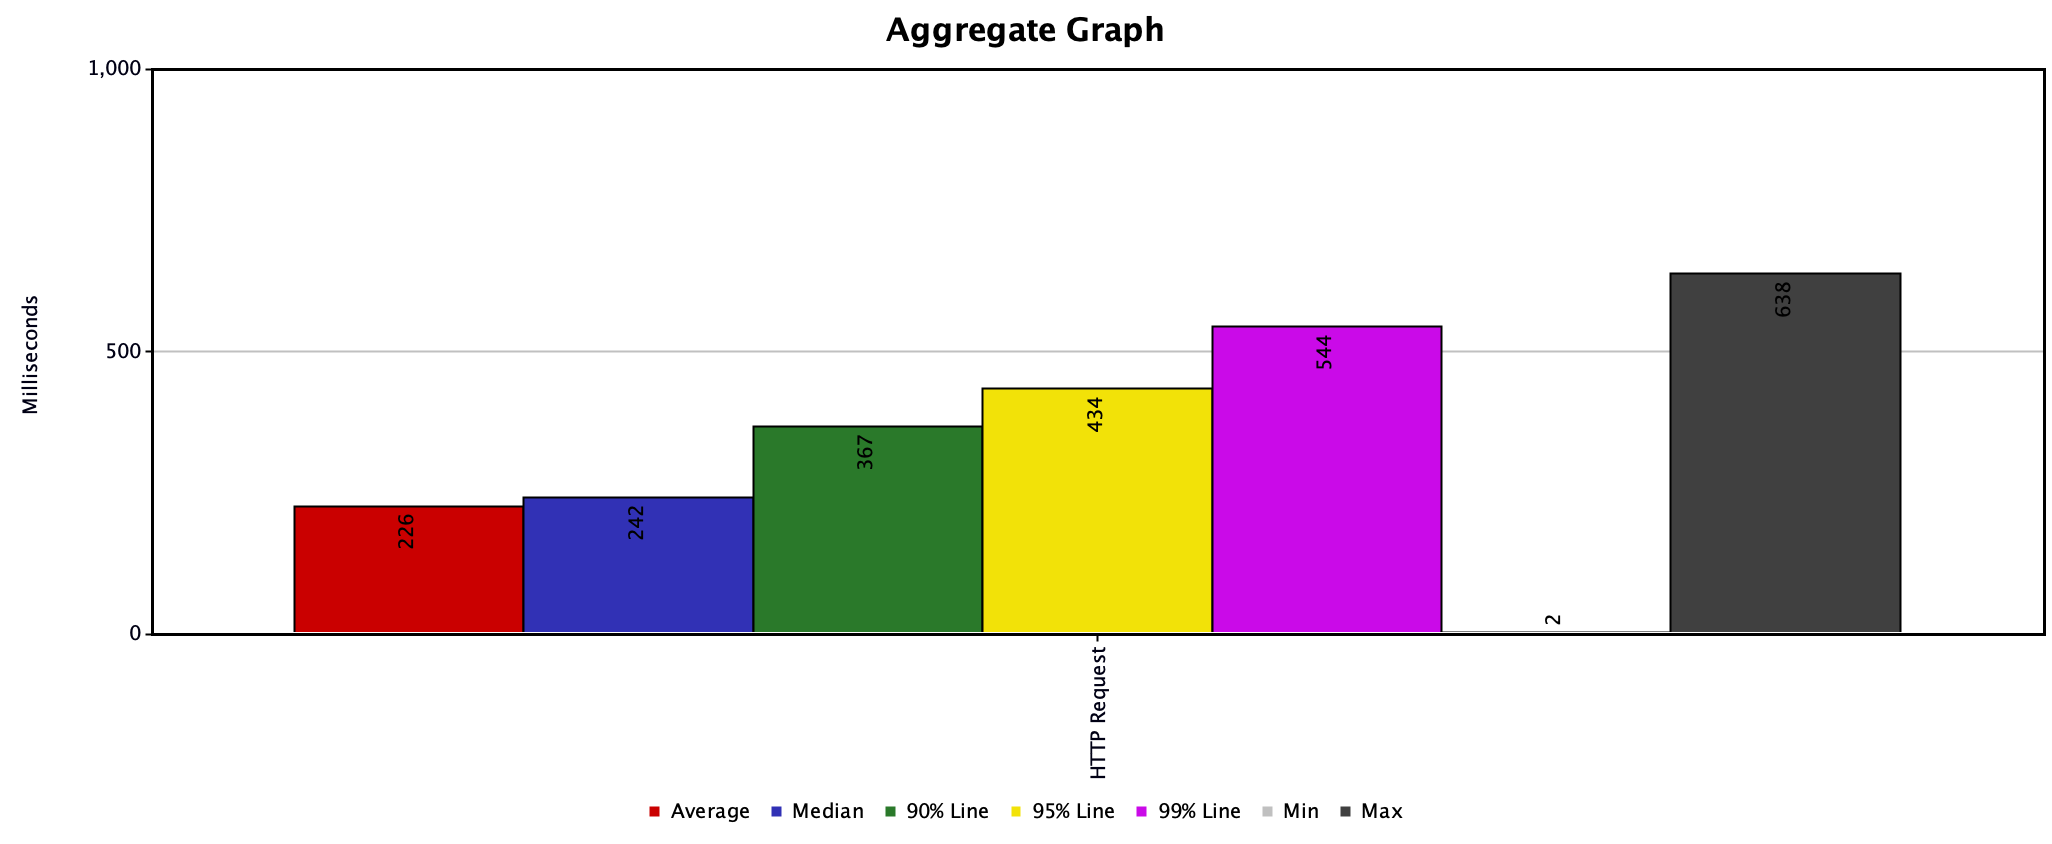 Aggregate Graph
1,000
500
0
Milliseconds
226
242
367
434
544
2
638
HTTP Request
Average Median 90% Line 95% Line 99% Line Min Max